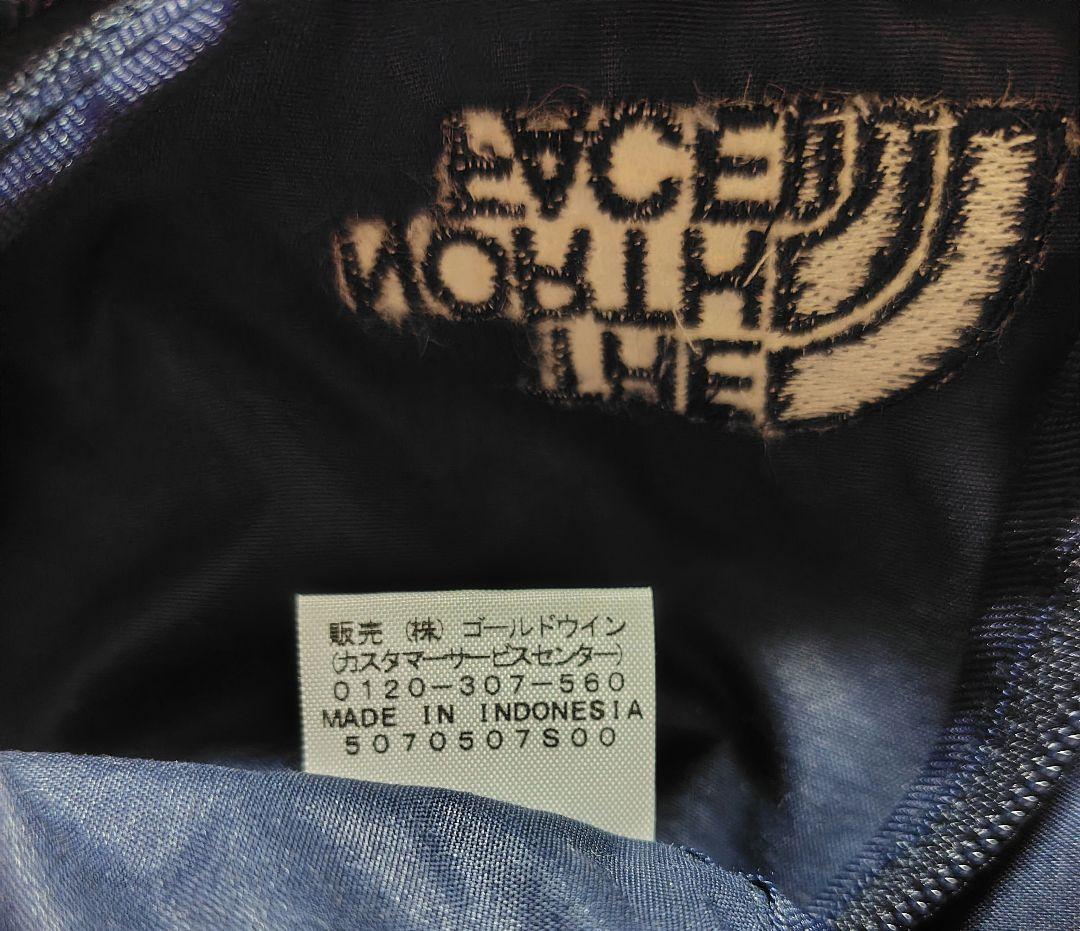 FACE
NORTH
THE
販売 (株) ゴールドウイン
(カスタマーサービスセンター)
0120-307-560
MADE IN INDONESIA
5070507S00